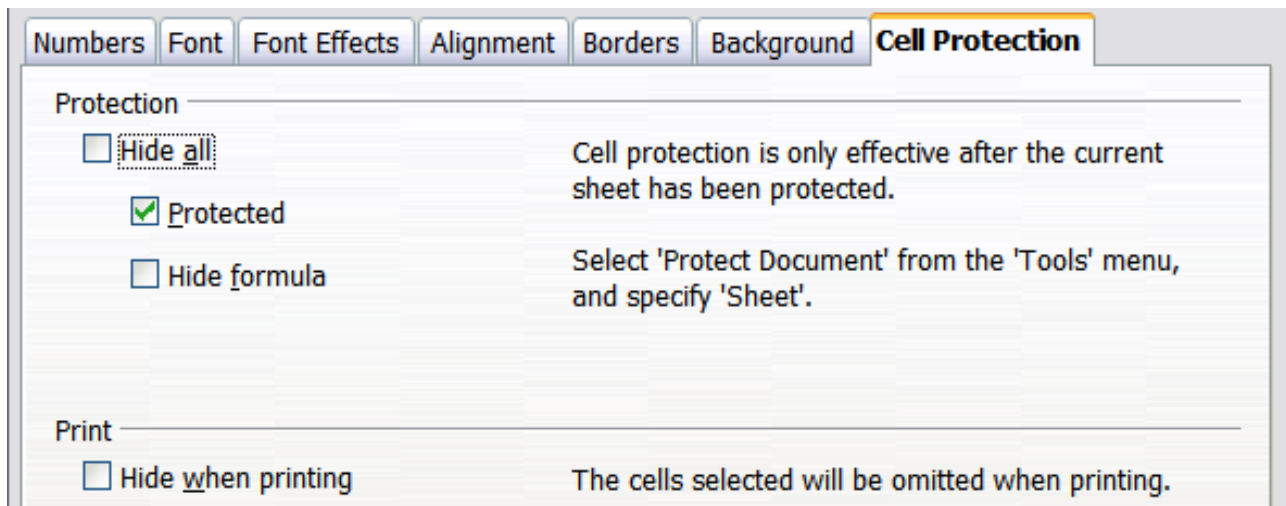 Numbers Font Font Effects Alignment Borders Background Cell Protection
Protection
Hide all
Cell protection is only effective after the current
sheet has been protected.
Protected
Hide formula
Select 'Protect Document' from the 'Tools' menu,
and specify 'Sheet'.
Print
Hide when printing
The cells selected will be omitted when printing.